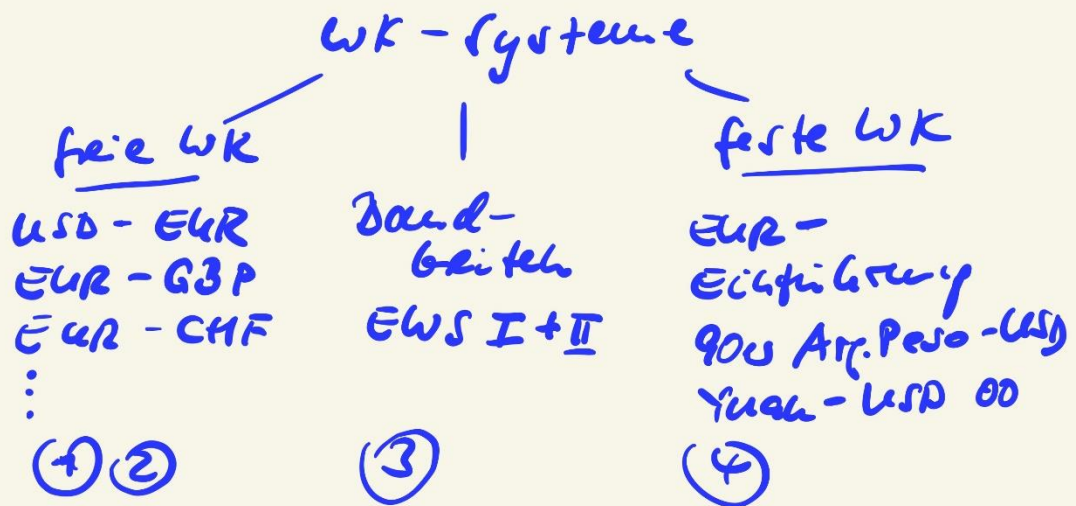 WK-Systeme
freie WK
USD - EUR
EUR - GBP
EUR - CHF
⋮
① ②
Band-
breiten
EWS I + II
③
feste WK
EUR -
Einführung
90er Arg. Peso - USD
Yuan - USD 00
④